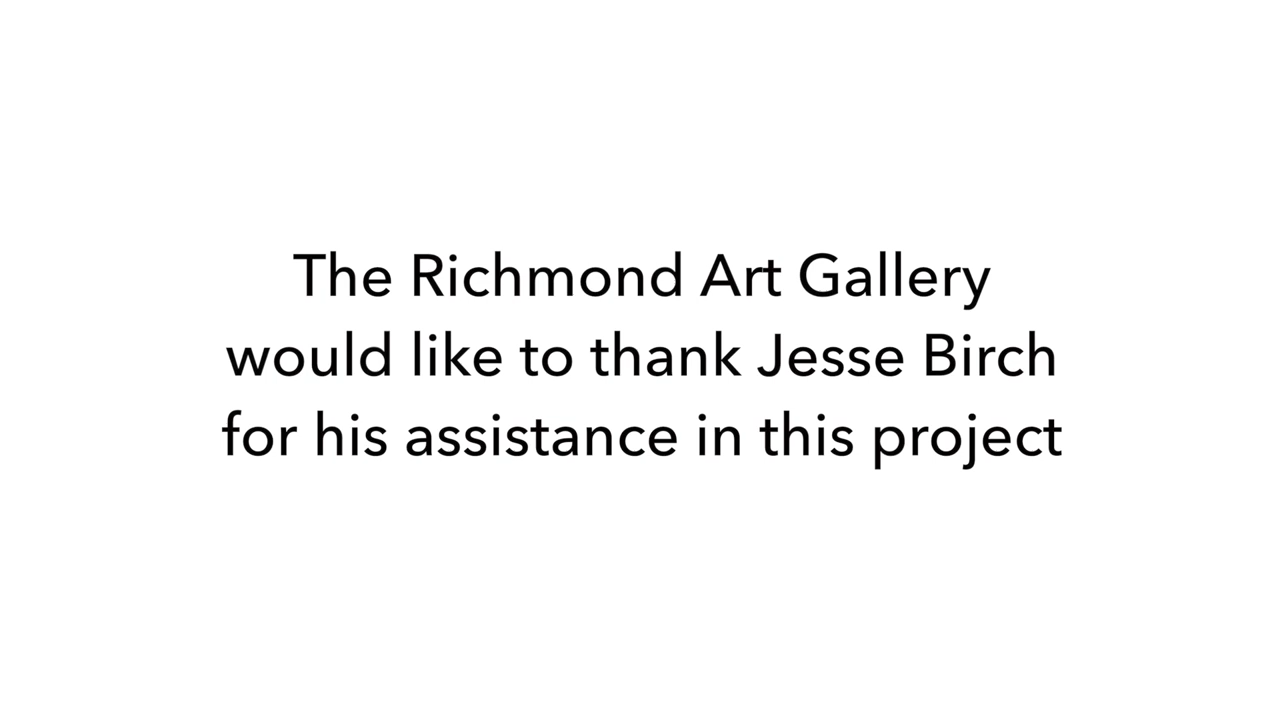 The Richmond Art Gallery
would like to thank Jesse Birch
for his assistance in this project